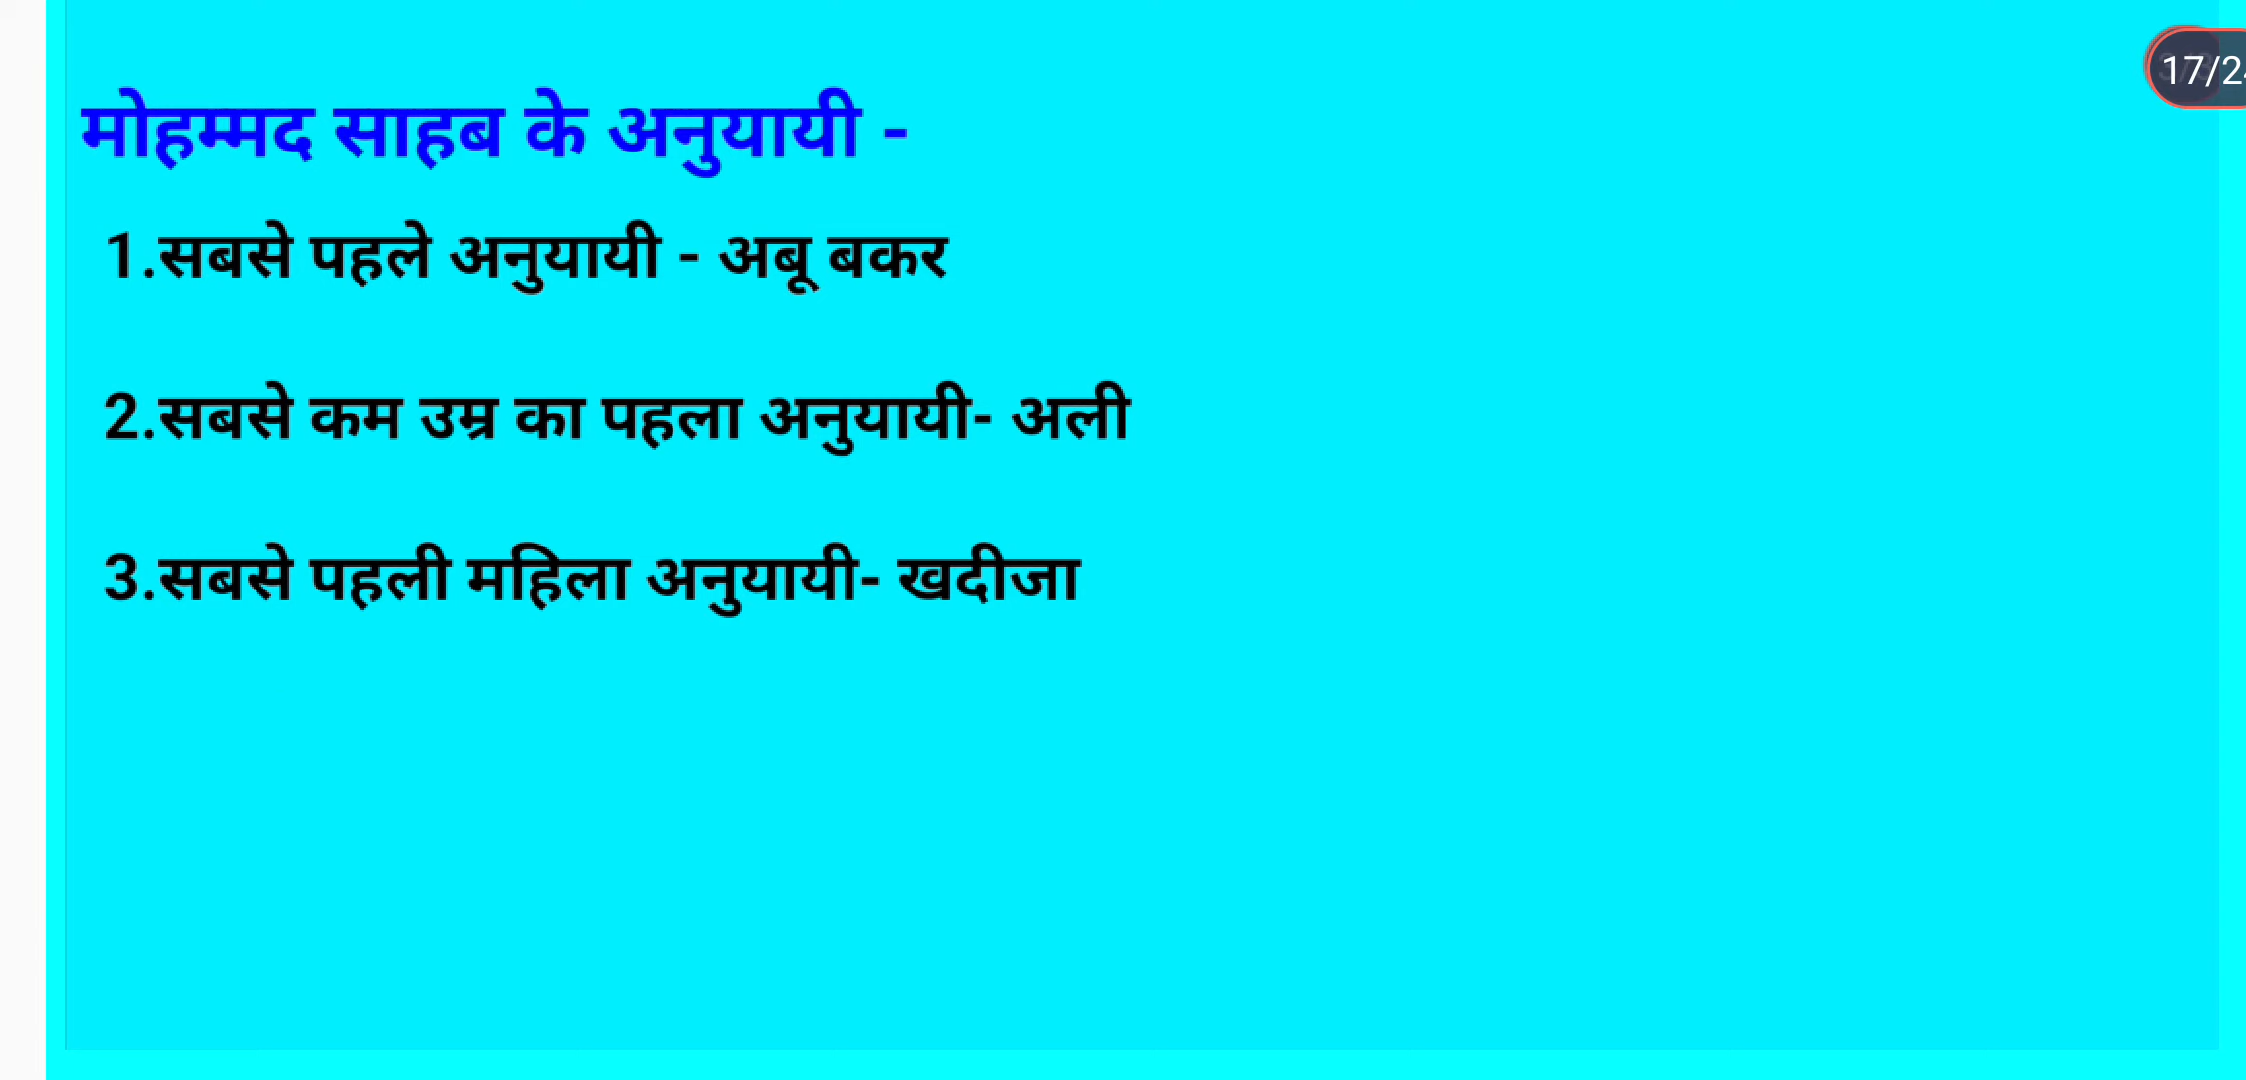 17/2
मोहम्मद साहब के अनुयायी -
1.सबसे पहले अनुयायी - अबू बकर
2.सबसे कम उम्र का पहला अनुयायी- अली
3.सबसे पहली महिला अनुयायी- खदीजा